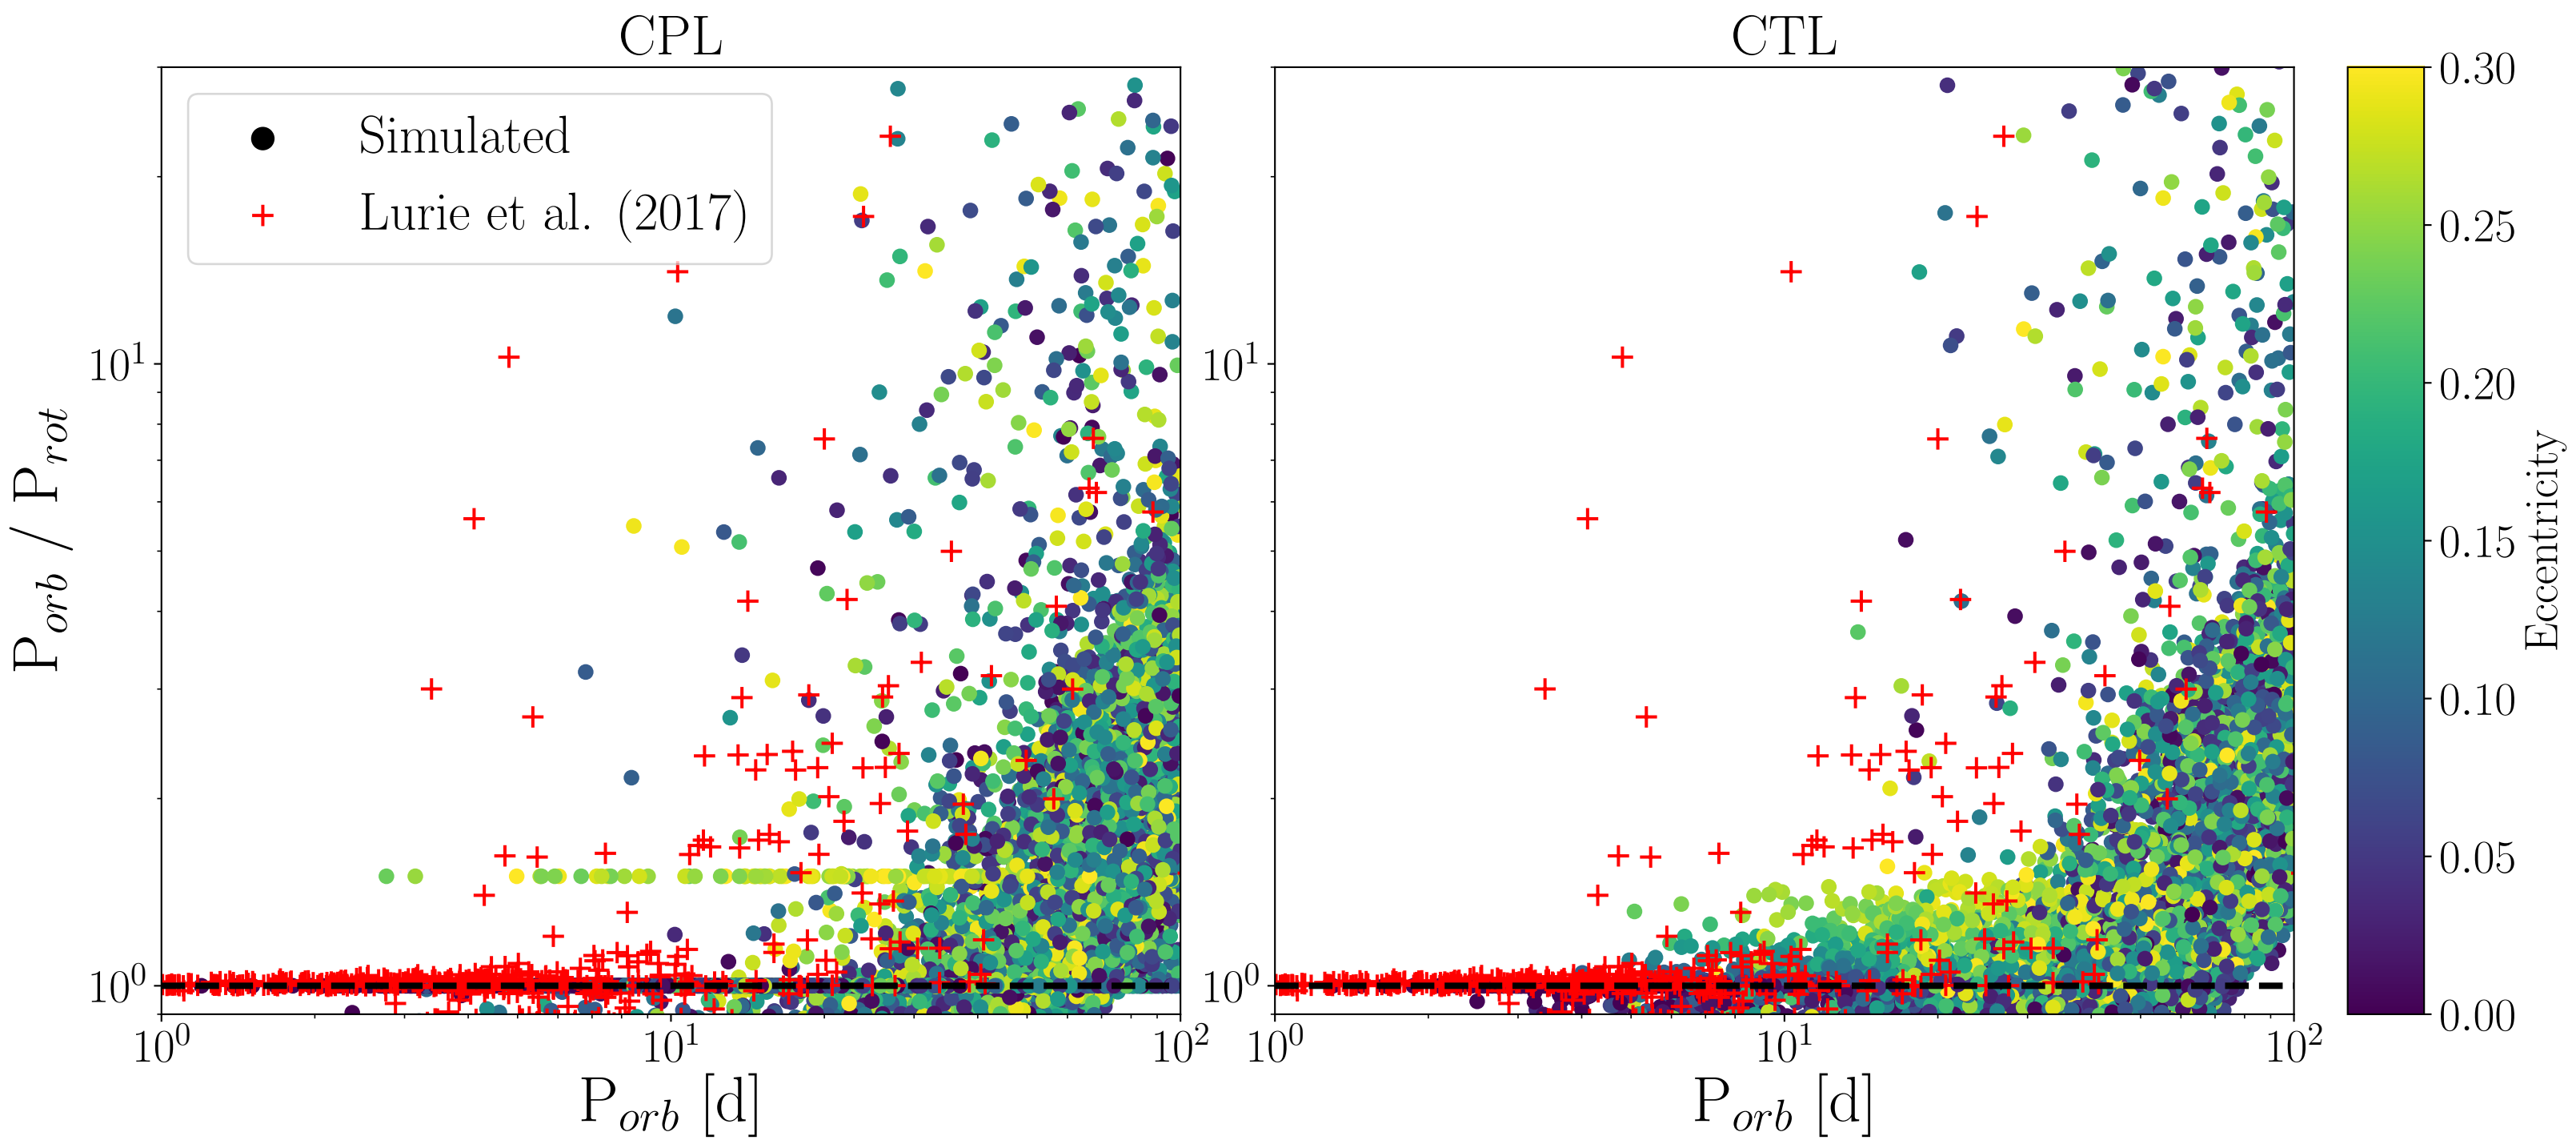 CPL
CTL
Simulated
Lurie et al. (2017)
P_orb / P_rot
10^1
10^0
10^0
10^1
10^2
P_orb [d]
10^1
10^0
10^0
10^1
10^2
P_orb [d]
0.30
0.25
0.20
0.15
0.10
0.05
0.00
Eccentricity